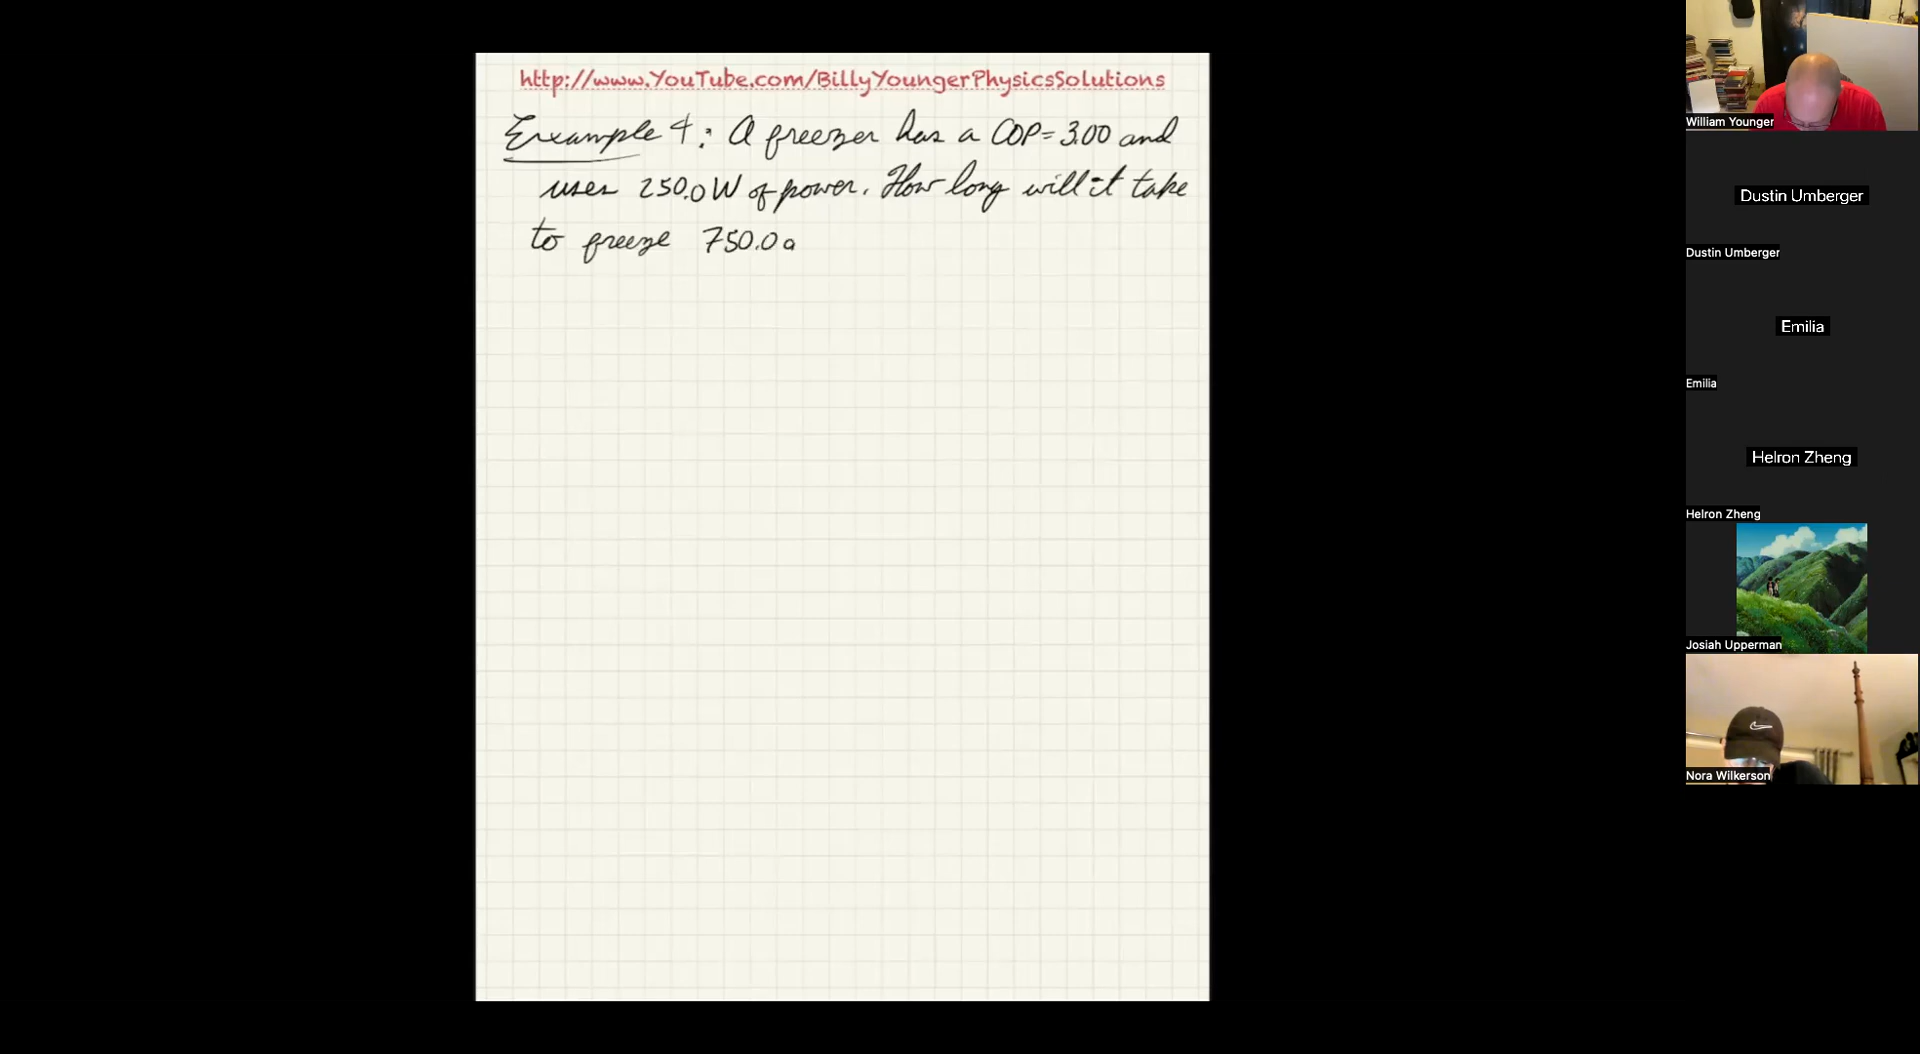 http://www.YouTube.com/BillyYoungerPhysicsSolutions
Example 4: A freezer has a COP = 3.00 and
uses 250.0 W of power. How long will it take
to freeze 750.0 a
William Younger
Dustin Umberger
Dustin Umberger
Emilia
Emilia
Helron Zheng
Helron Zheng
Josiah Upperman
Nora Wilkerson